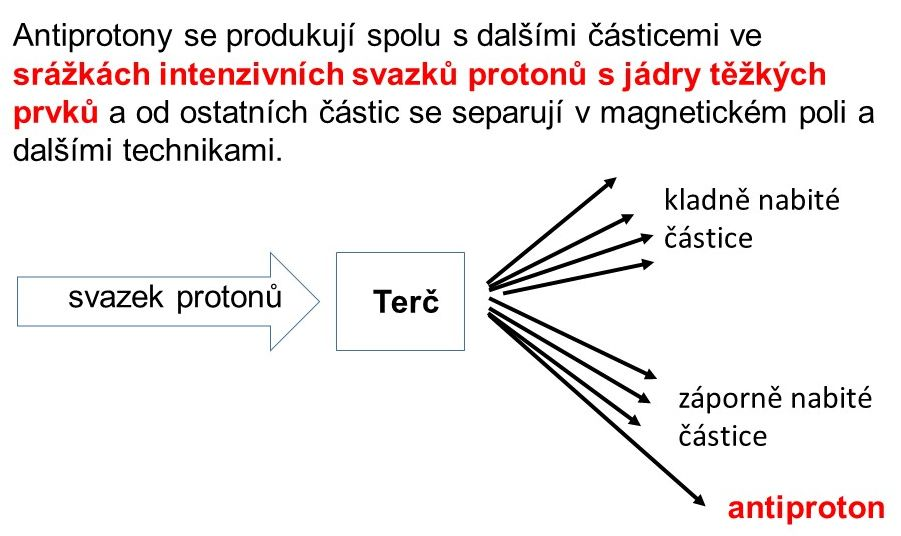 Antiprotony se produkují spolu s dalšími částicemi ve
srážkách intenzivních svazků protonů s jádry těžkých
prvků a od ostatních částic se separují v magnetickém poli a
dalšími technikami.
kladně nabité
částice
svazek protonů
Terč
záporně nabité
částice
antiproton